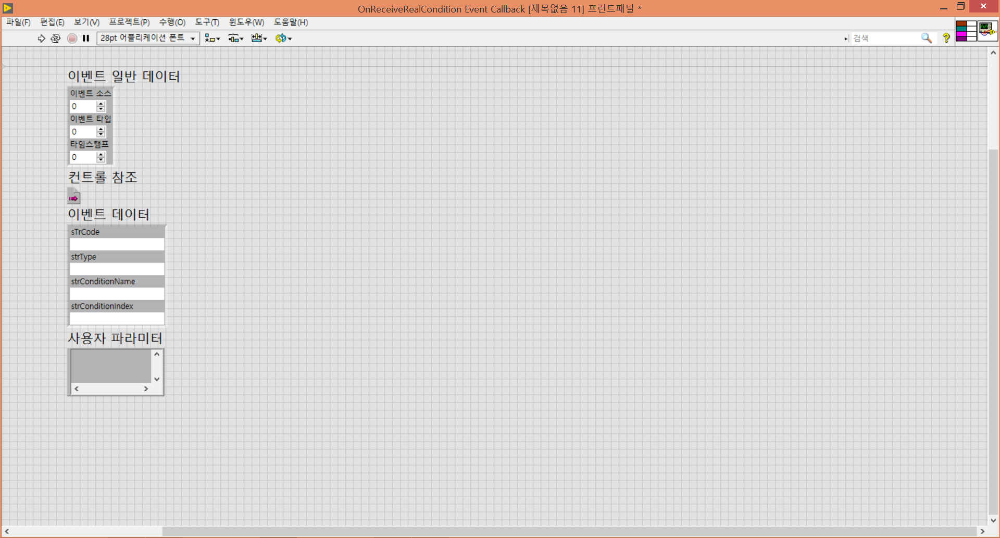 OnReceiveRealCondition Event Callback [제목없음 11] 프런트패널 *
파일(F) 편집(E) 보기(V) 프로젝트(P) 수행(O) 도구(T) 윈도우(W) 도움말(H)
28pt 어플리케이션 폰트
검색
?
이벤트 일반 데이터
이벤트 소스
0
이벤트 타입
0
타임스탬프
0
컨트롤 참조
이벤트 데이터
sTrCode
strType
strConditionName
strConditionIndex
사용자 파라미터